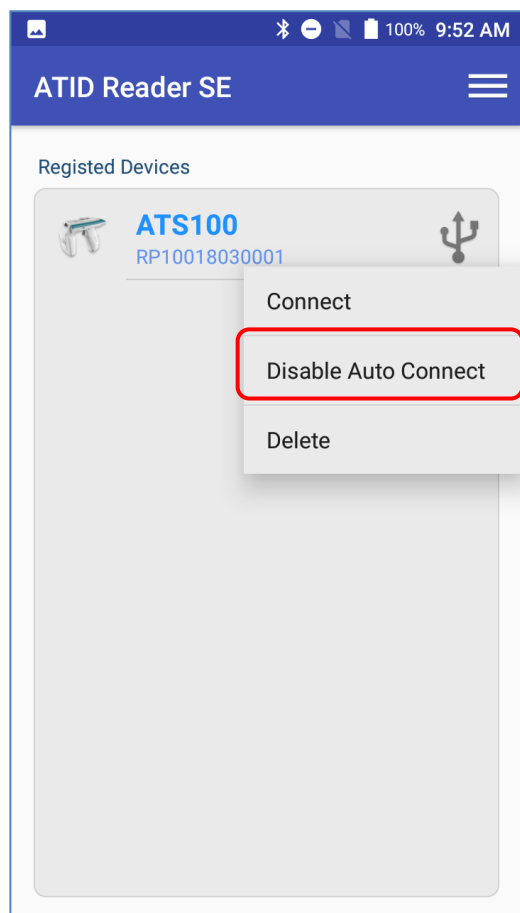 100% 9:52 AM
ATID Reader SE
Registed Devices
ATS100
RP10018030001
Connect
Disable Auto Connect
Delete